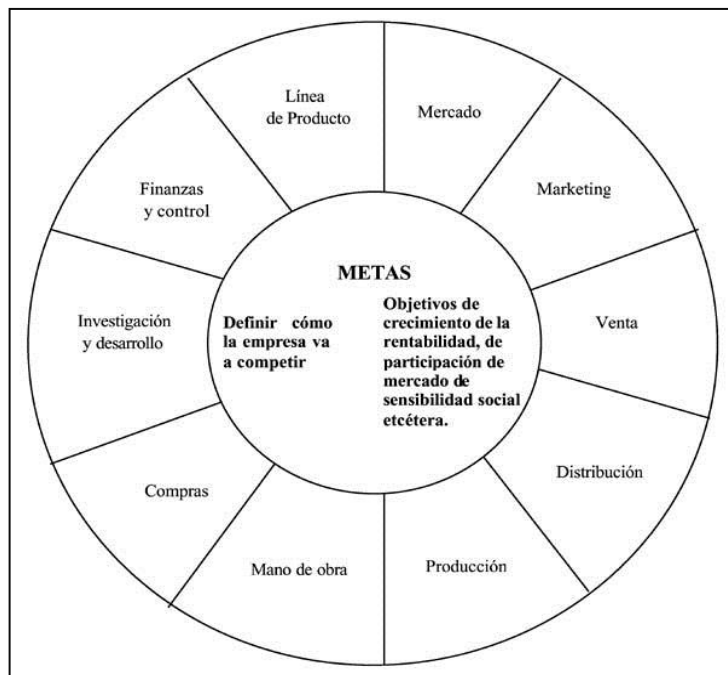 Línea
de Producto
Mercado
Marketing
Venta
Distribución
Producción
Mano de obra
Compras
Investigación
y desarrollo
Finanzas
y control
METAS
Definir cómo
la empresa va
a competir
Objetivos de
crecimiento de la
rentabilidad, de
participación de
mercado de
sensibilidad social
etcétera.